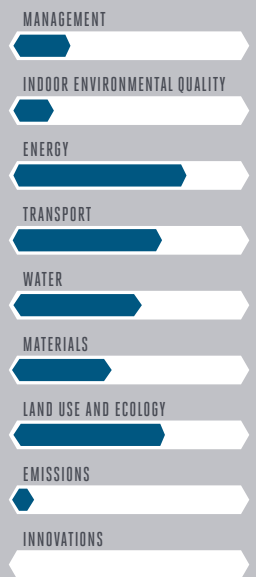 MANAGEMENT
INDOOR ENVIRONMENTAL QUALITY
ENERGY
TRANSPORT
WATER
MATERIALS
LAND USE AND ECOLOGY
EMISSIONS
INNOVATIONS